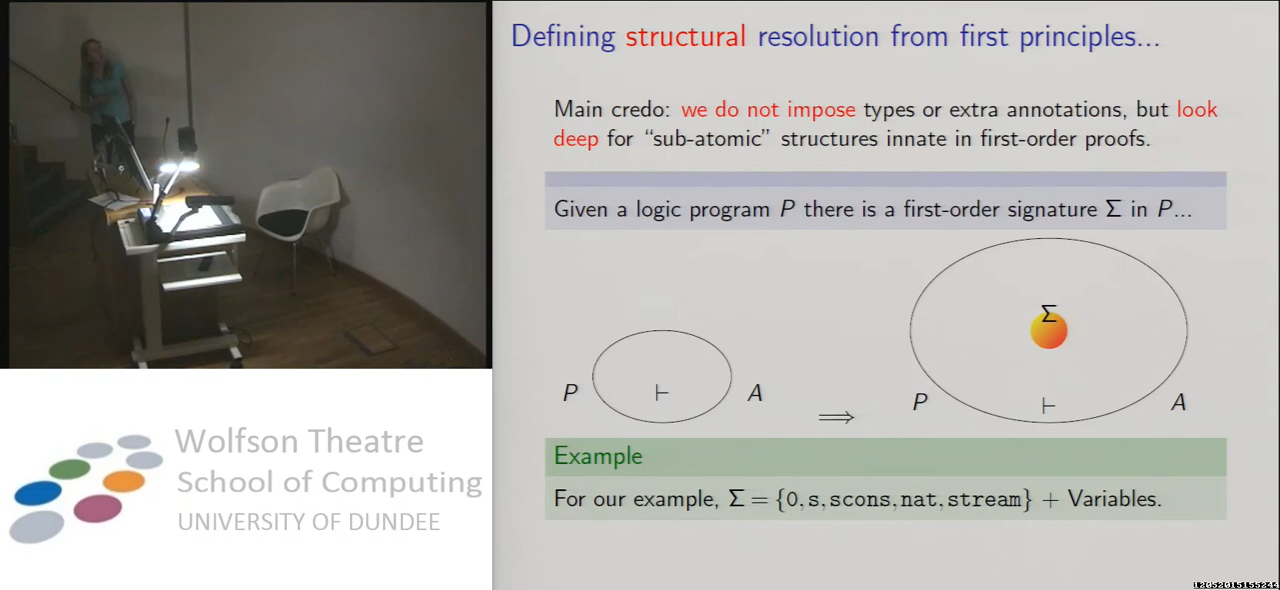 Defining structural resolution from first principles...
Main credo: we do not impose types or extra annotations, but look
deep for “sub-atomic” structures innate in first-order proofs.
Given a logic program P there is a first-order signature Σ in P...
Σ
P ⊢ A
⟹
P ⊢ A
Example
For our example, Σ = {0, s, scons, nat, stream} + Variables.
Wolfson Theatre
School of Computing
UNIVERSITY OF DUNDEE